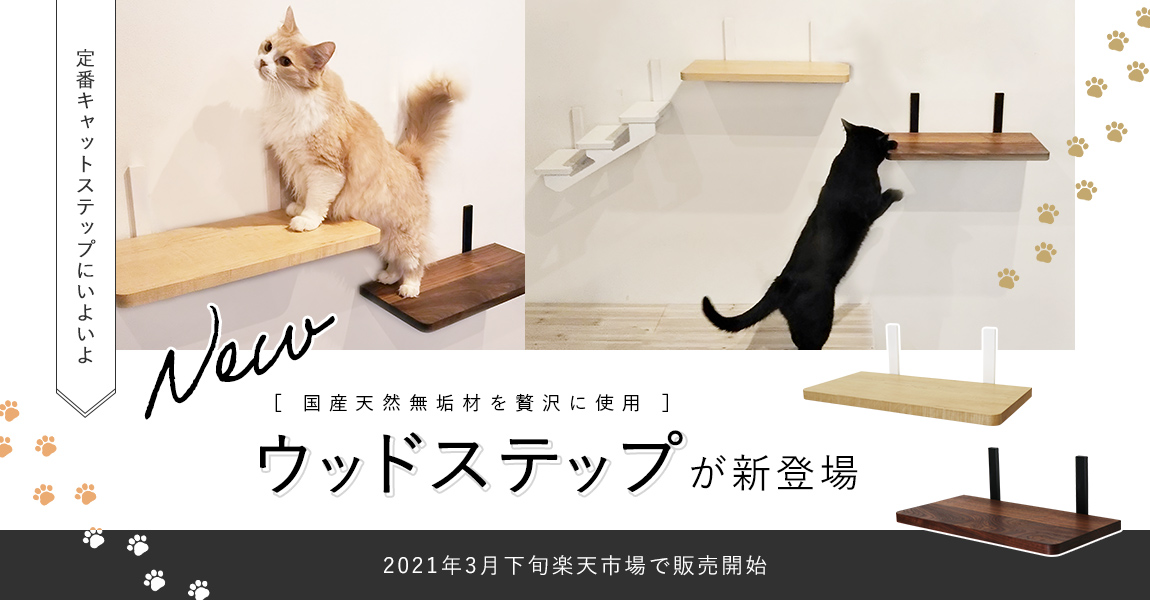 定番キャットステップにいよいよ
New
[ 国産天然無垢材を贅沢に使用 ]
ウッドステップが新登場
2021年3月下旬楽天市場で販売開始